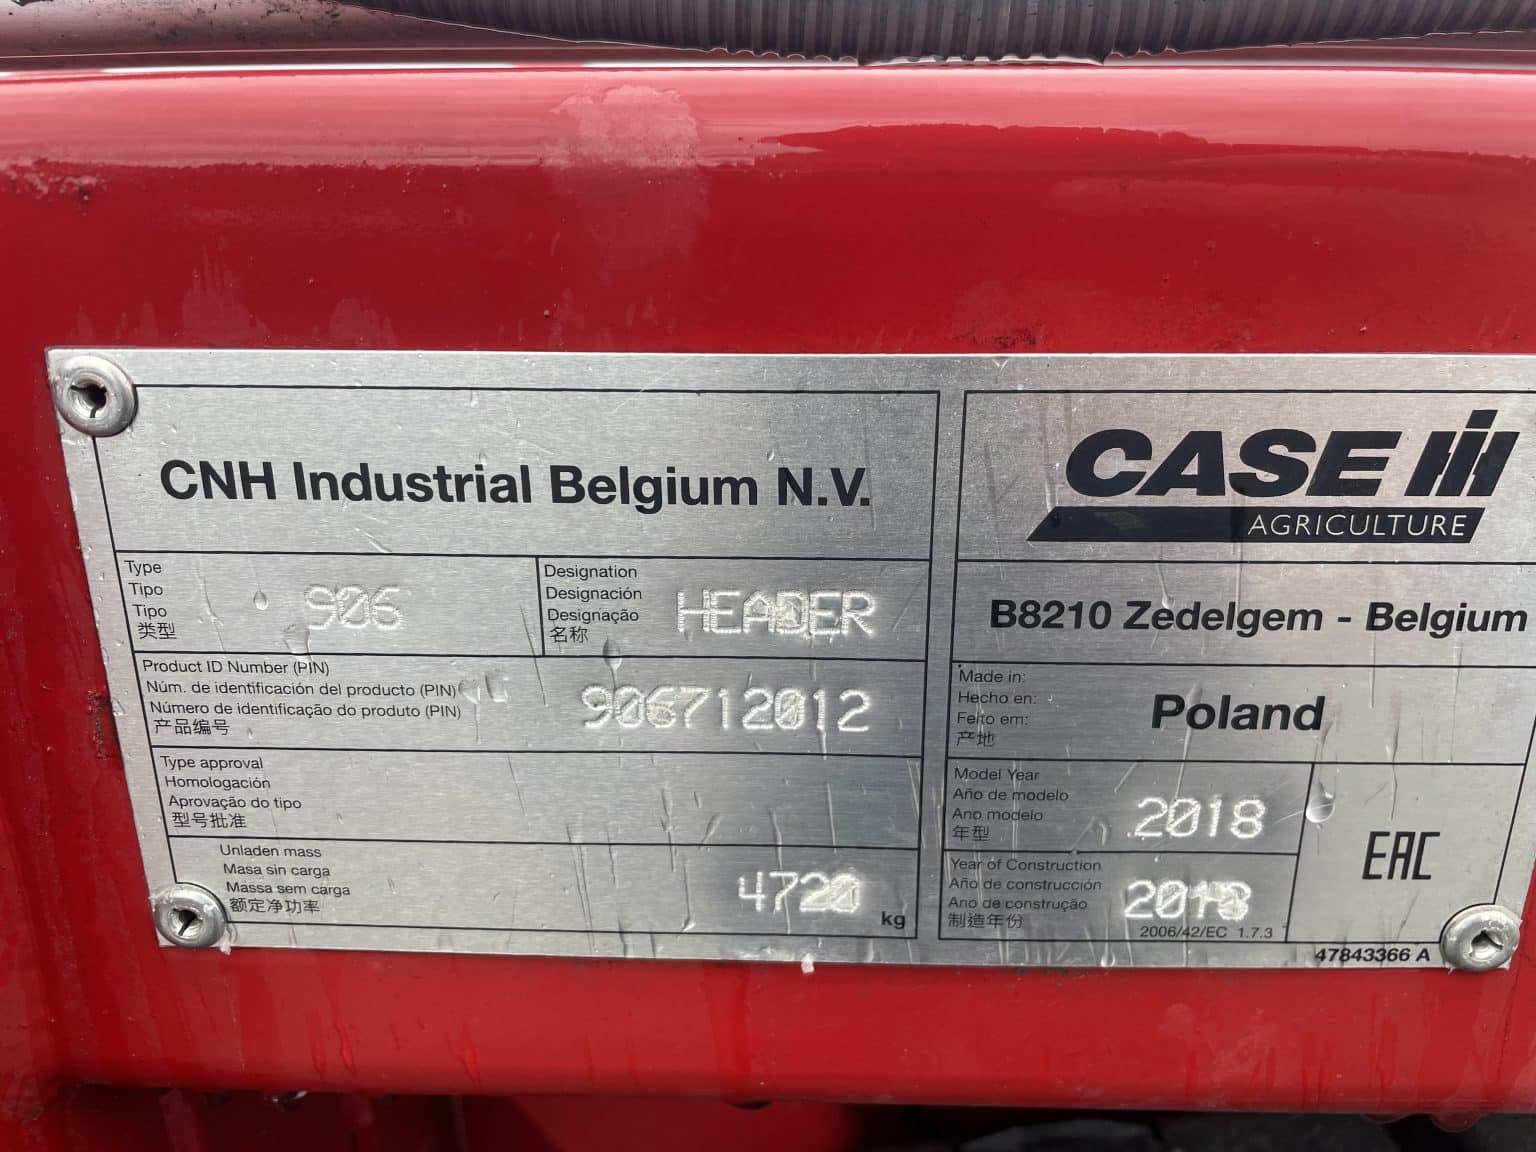 CNH Industrial Belgium N.V.
Type
Tipo
Tipo
类型
906
Designation
Designación
Designação
名称
HEADER
Product ID Number (PIN)
Núm. de identificación del producto (PIN)
Número de identificação do produto (PIN)
产品编号
906712012
Type approval
Homologación
Aprovação do tipo
型号批准
Unladen mass
Masa sin carga
Massa sem carga
额定净功率
4720
kg
CASE IH
AGRICULTURE
B8210 Zedelgem - Belgium
Made in:
Hecho en:
Feito em:
产地
Poland
Model Year
Año de modelo
Ano modelo
年型
2018
Year of Construction
Año de construcción
Ano de construção
制造年份
2018
2006/42/EC 1.7.3
EAC
47843366 A